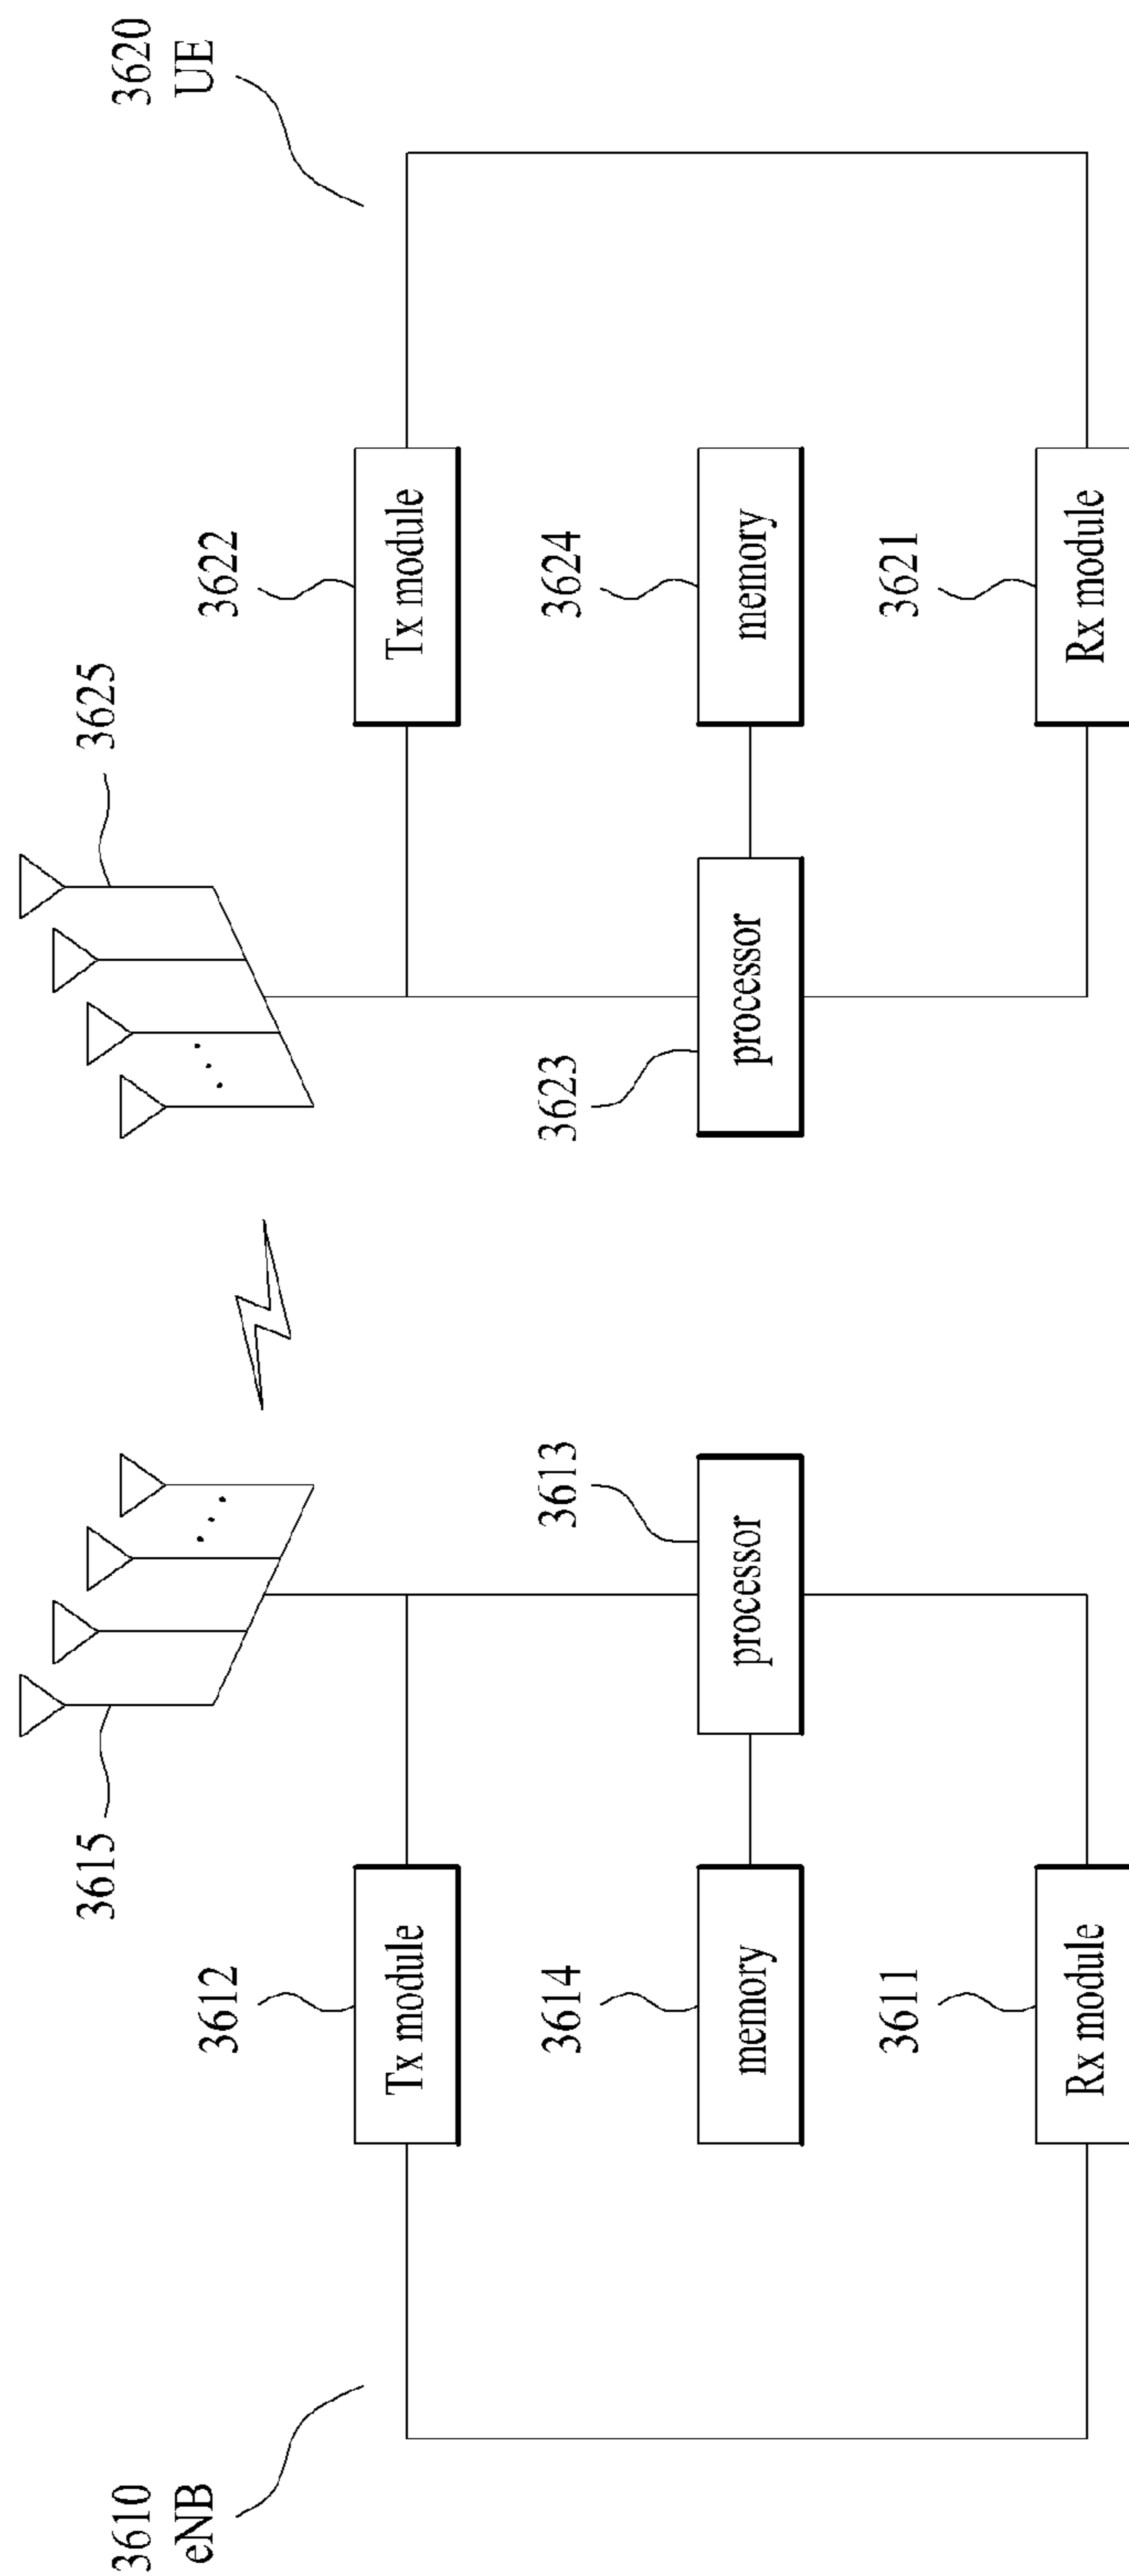 3610
eNB
3615
3612
Tx module
3614
memory
3613
processor
3611
Rx module
3620
UE
3625
3622
Tx module
3623
processor
3624
memory
3621
Rx module